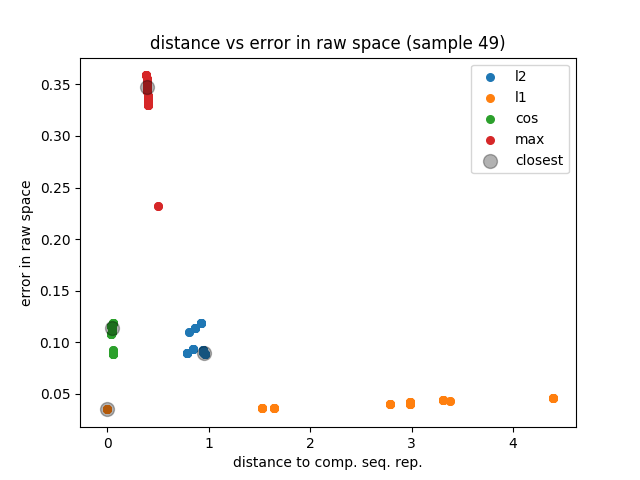 distance vs error in raw space (sample 49)
l2
l1
cos
max
closest
error in raw space
0.35
0.30
0.25
0.20
0.15
0.10
0.05
0 1 2 3 4
distance to comp. seq. rep.